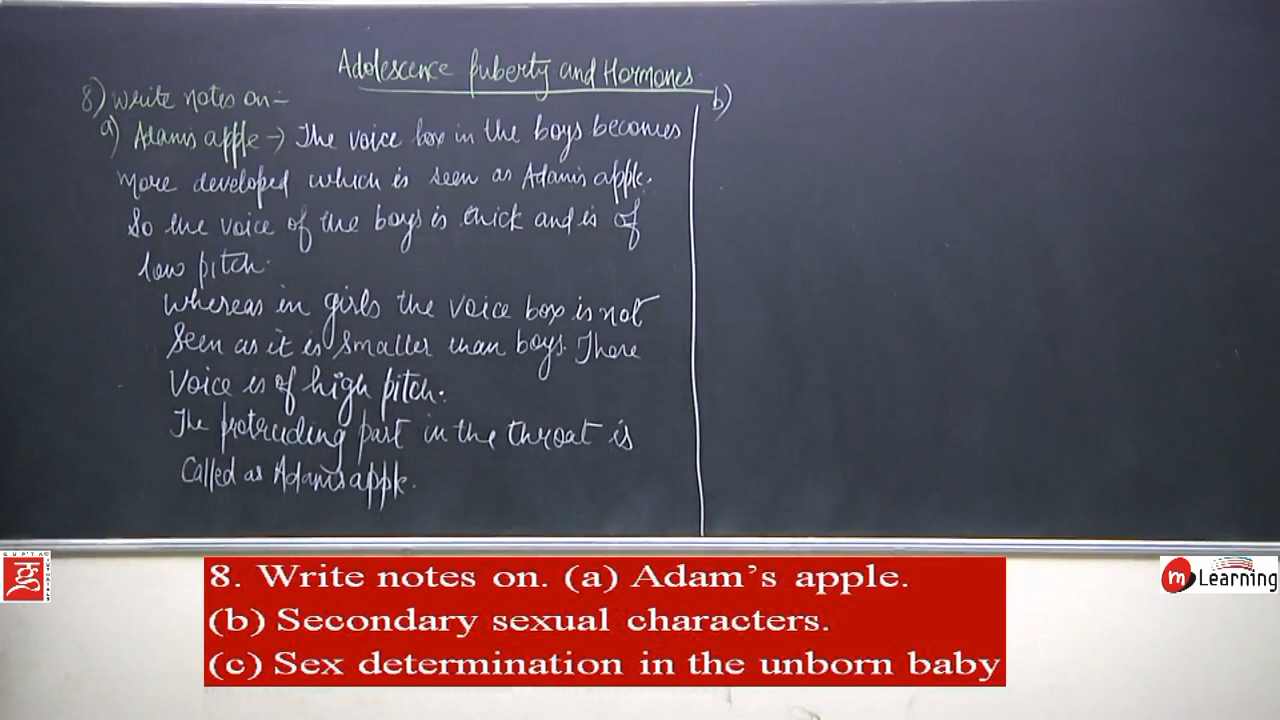 Adolescence puberty and Hormones
8) Write notes on :-
a) Adam's apple → The voice box in the boys becomes
more developed which is seen as Adam's apple.
So the voice of the boys is thick and is of
low pitch.
Whereas in girls the voice box is not
seen as it is smaller than boys. There
voice is of high pitch.
The protruding part in the throat is
called as Adam's apple.
b)
GUPTA
8. Write notes on. (a) Adam's apple.
(b) Secondary sexual characters.
(c) Sex determination in the unborn baby
m Learning